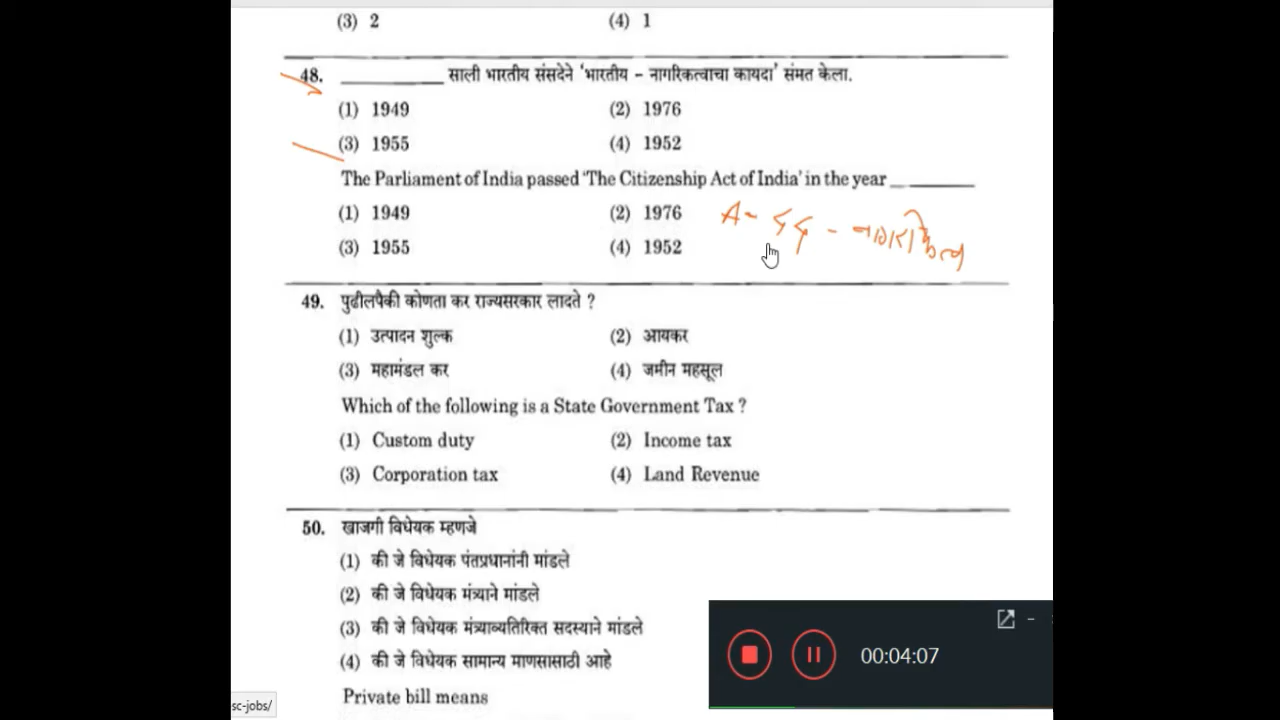 (3) 2 (4) 1
48. ________ साली भारतीय संसदेने ‘भारतीय – नागरिकत्वाचा कायदा’ संमत केला.
(1) 1949 (2) 1976
(3) 1955 (4) 1952
The Parliament of India passed ‘The Citizenship Act of India’ in the year ________
(1) 1949 (2) 1976
(3) 1955 (4) 1952
49. पुढीलपैकी कोणता कर राज्यसरकार लादते ?
(1) उत्पादन शुल्क (2) आयकर
(3) महामंडल कर (4) जमीन महसूल
Which of the following is a State Government Tax ?
(1) Custom duty (2) Income tax
(3) Corporation tax (4) Land Revenue
50. खाजगी विधेयक म्हणजे
(1) की जे विधेयक पंतप्रधानांनी मांडले
(2) की जे विधेयक मंत्र्याने मांडले
(3) की जे विधेयक मंत्र्याव्यतिरिक्त सदस्याने मांडले
(4) की जे विधेयक सामान्य माणसासाठी आहे
Private bill means
00:04:07
sc-jobs/